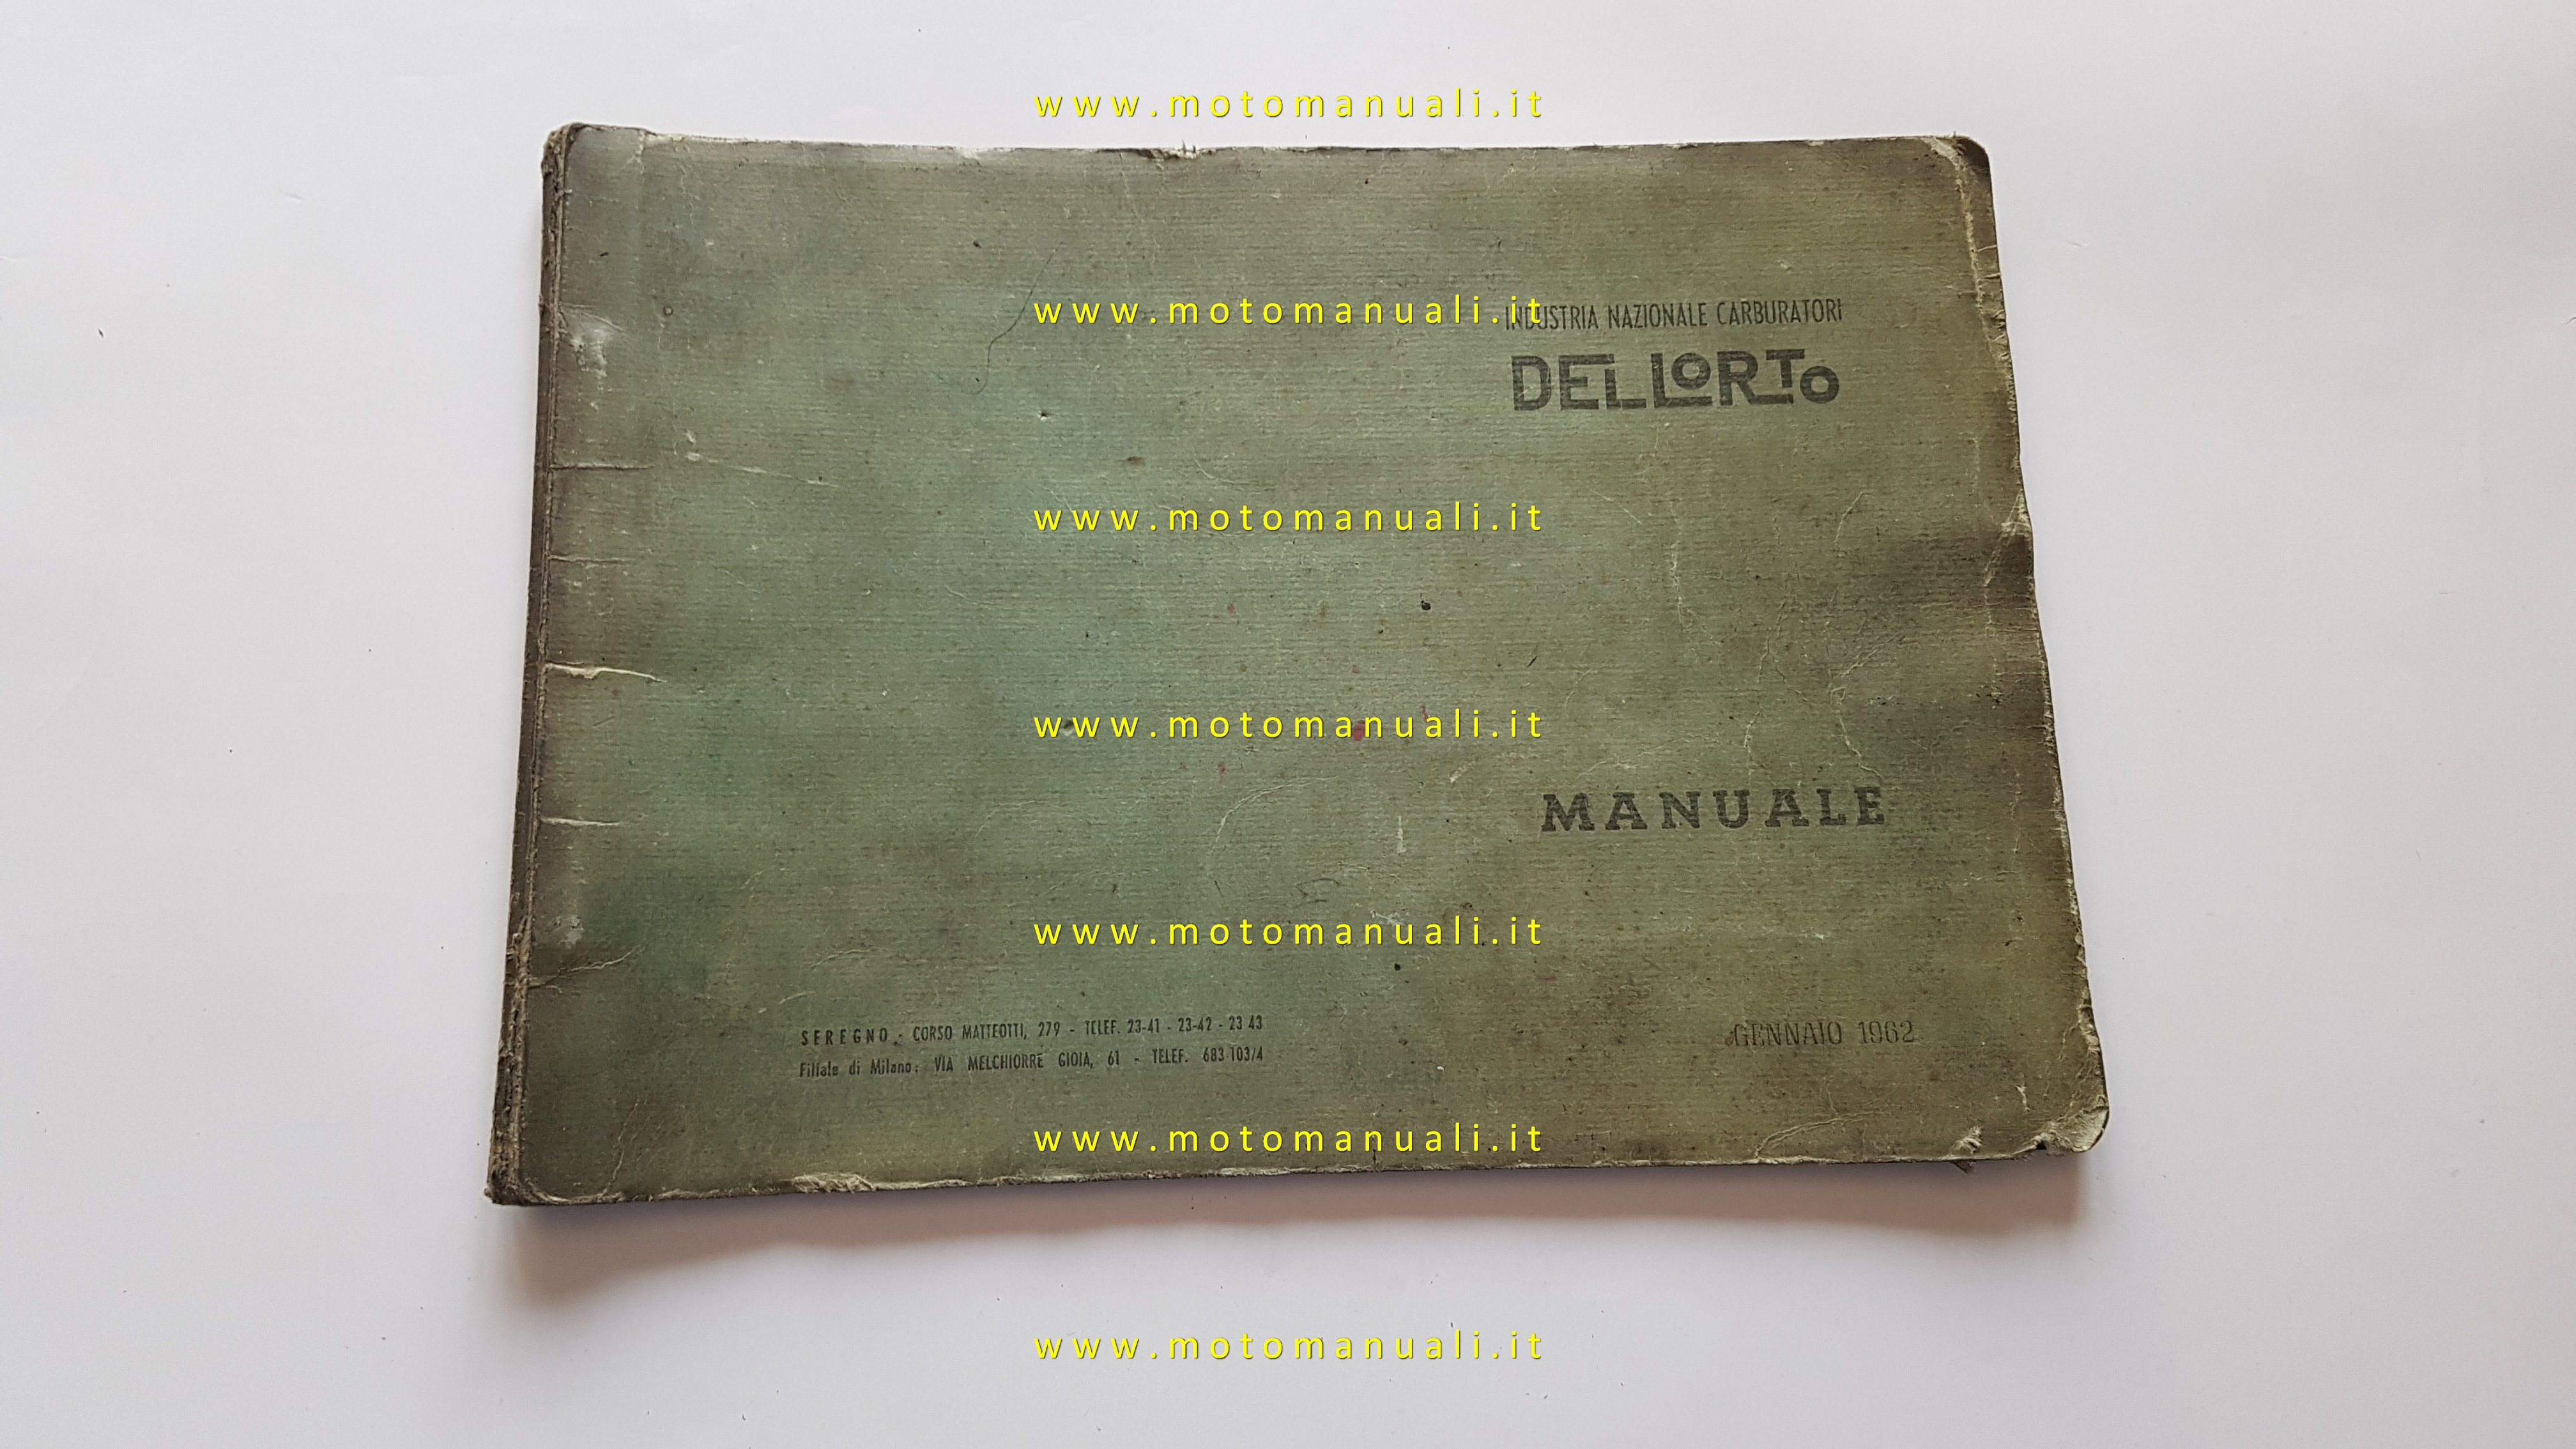 www.motomanuali.it
www.motomanuali.it
INDUSTRIA NAZIONALE CARBURATORI
DELLORTO
www.motomanuali.it
www.motomanuali.it
MANUALE
www.motomanuali.it
SEREGNO - CORSO MATTEOTTI, 279 - TELEF. 23-41 - 23-42 - 23 43
GENNAIO 1962
Filiale di Milano: VIA MELCHIORRE GIOIA, 61 - TELEF. 683 103/4
www.motomanuali.it
www.motomanuali.it